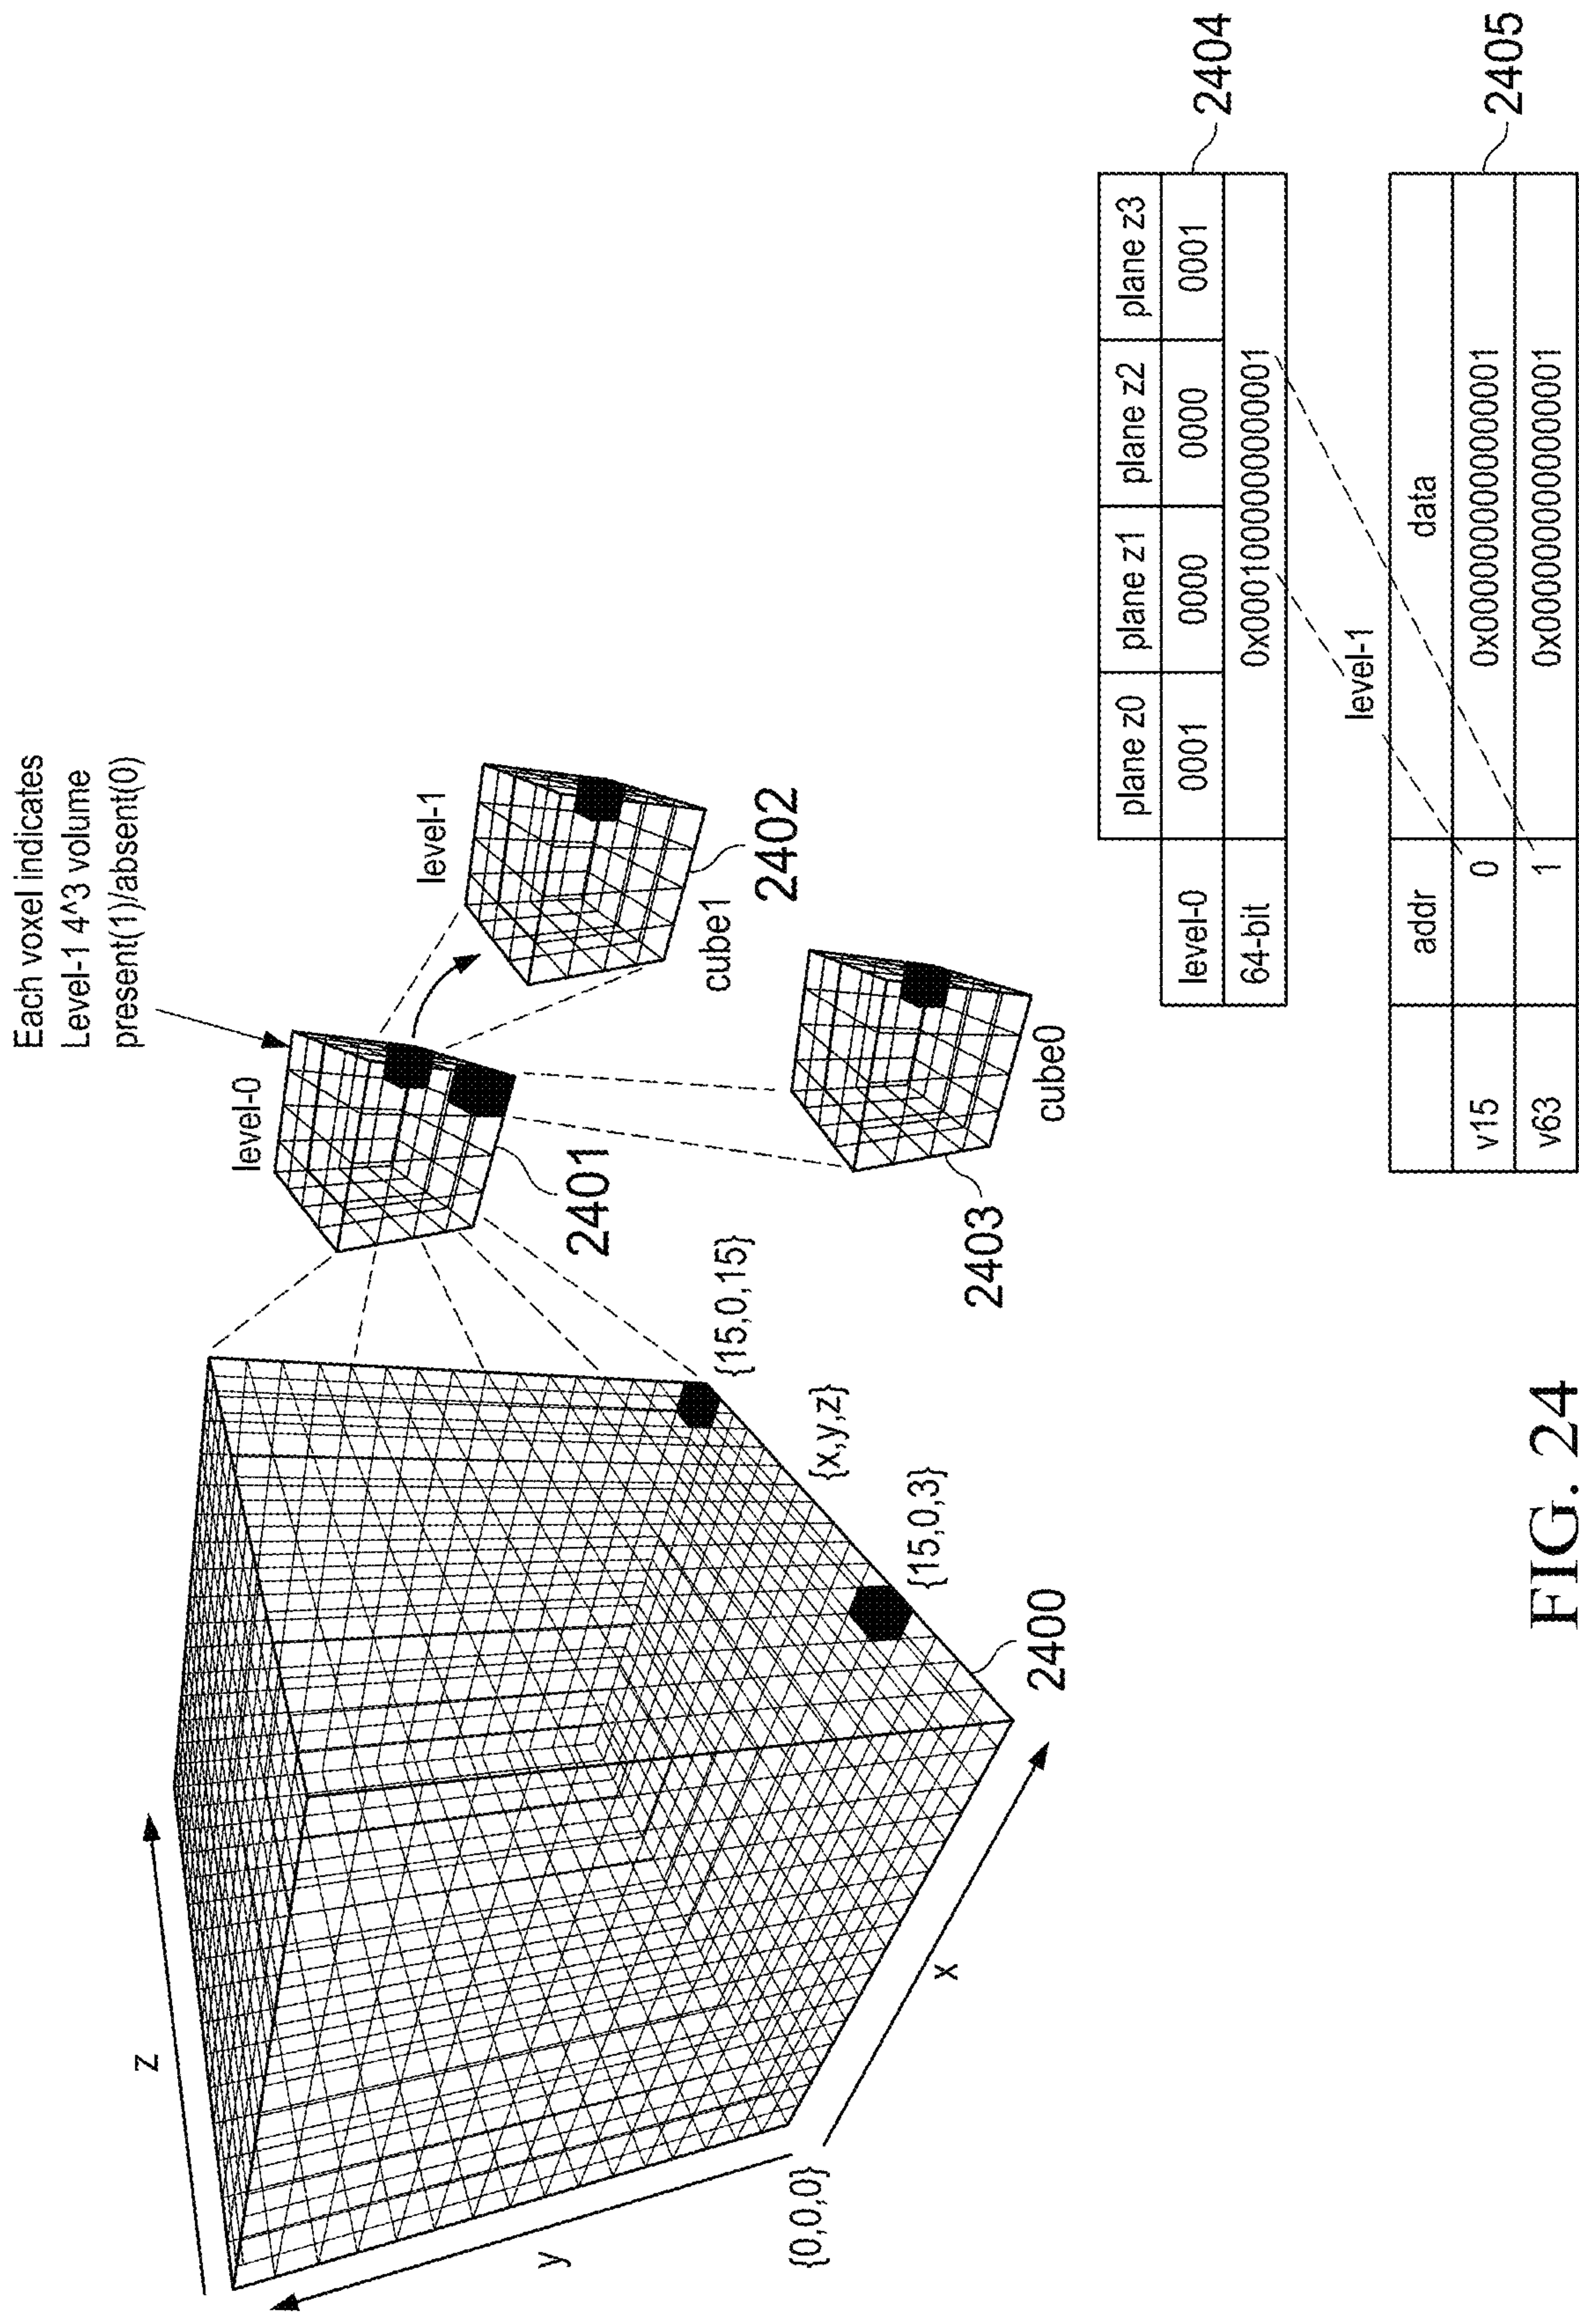 Each voxel indicates
Level-1 4^3 volume
present(1)/absent(0)
z
y
{0,0,0}
x
2400
{15,0,3}
{x,y,z}
{15,0,15}
level-0
2401
level-1
cube1
2402
2403
cube0
plane z0 plane z1 plane z2 plane z3
level-0 0001 0000 0000 0001
64-bit 0x0001000000000001
2404
level-1
addr data
v15 0 0x0000000000000001
v63 1 0x0000000000000001
2405
FIG. 24